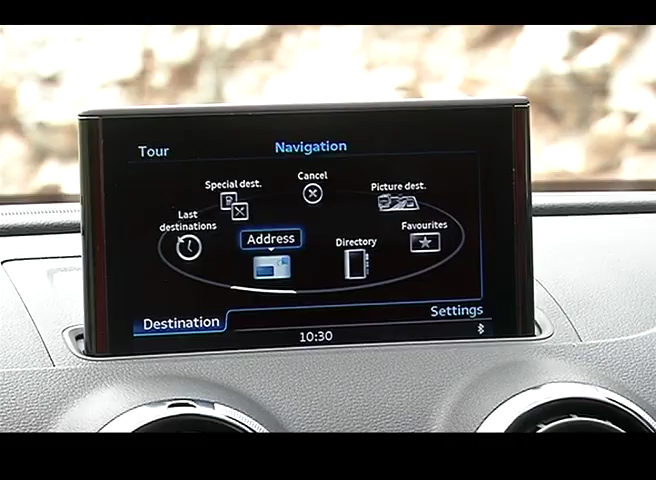 Tour
Navigation
Cancel
Special dest.
Picture dest.
Last
destinations
Favourites
Address
Directory
Destination
Settings
10:30